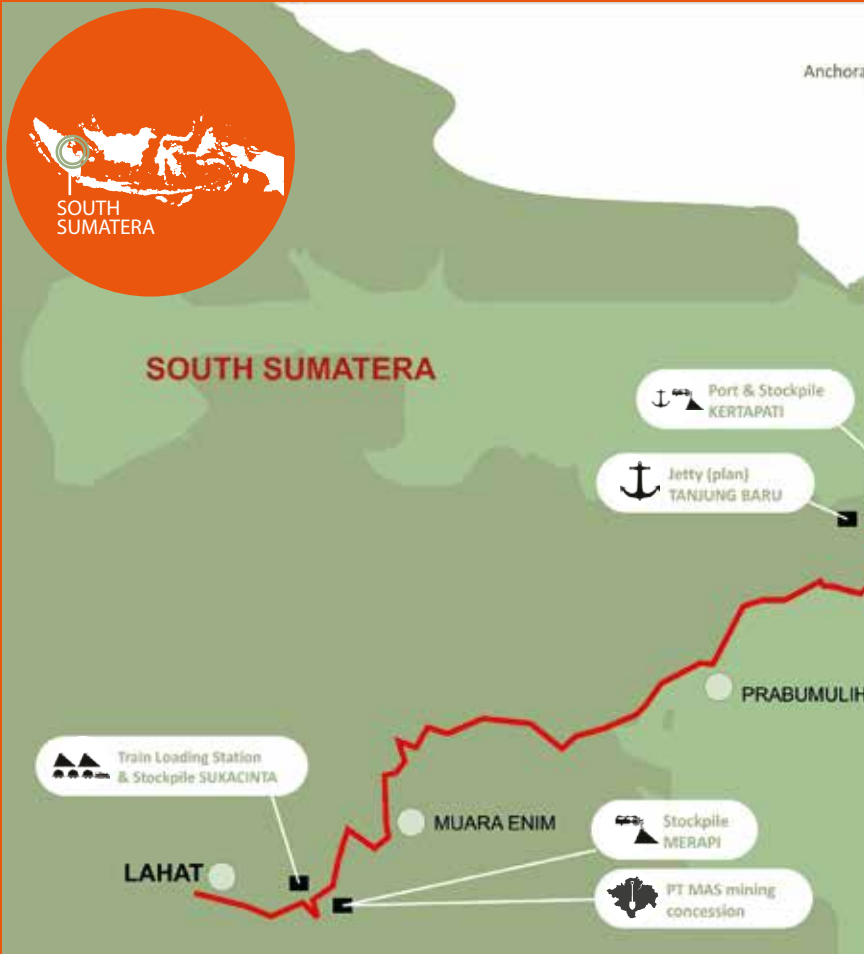 Anchora
SOUTH
SUMATERA
SOUTH SUMATERA
Port & Stockpile
KERTAPATI
Jetty (plan)
TANJUNG BARU
PRABUMULIH
Train Loading Station
& Stockpile SUKACINTA
MUARA ENIM
Stockpile
MERAPI
LAHAT
PT MAS mining
concession